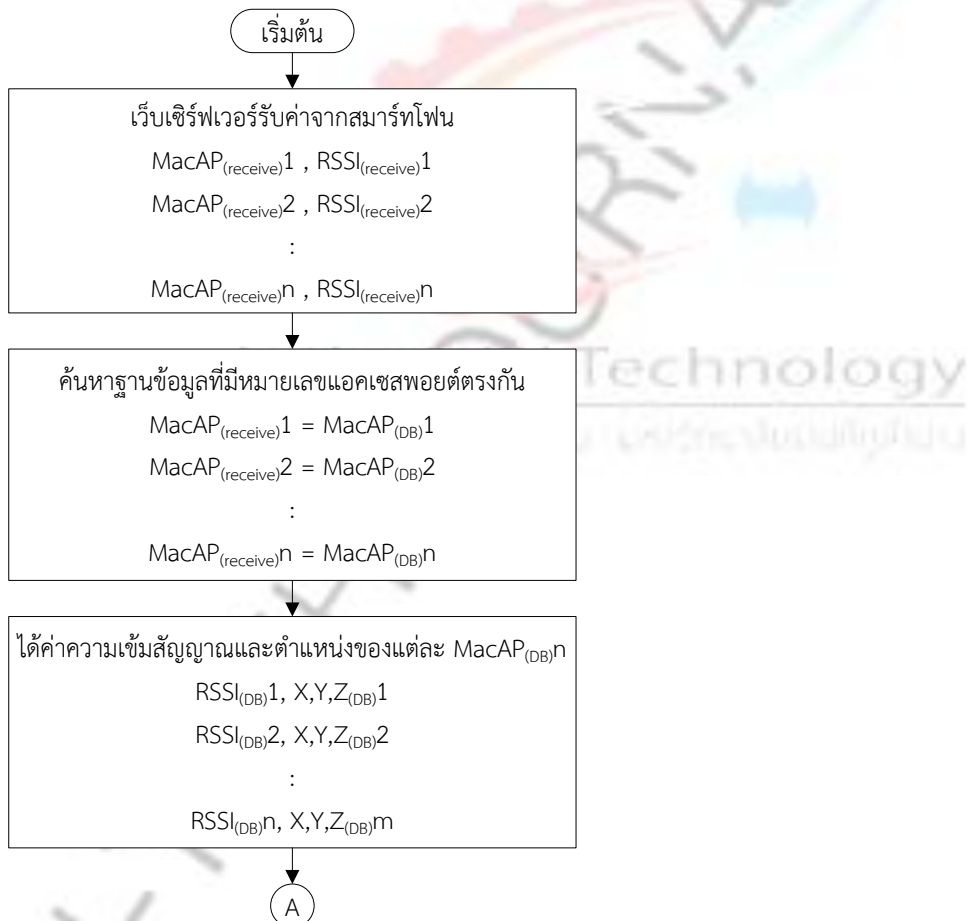 เริ่มต้น
เว็บเซิร์ฟเวอร์รับค่าจากสมาร์ทโฟน
MacAP(receive)1 , RSSI(receive)1
MacAP(receive)2 , RSSI(receive)2
:
MacAP(receive)n , RSSI(receive)n
ค้นหาฐานข้อมูลที่มีหมายเลขแอคเซสพอยต์ตรงกัน
MacAP(receive)1 = MacAP(DB)1
MacAP(receive)2 = MacAP(DB)2
:
MacAP(receive)n = MacAP(DB)n
Technology
ได้ค่าความเข้มสัญญาณและตำแหน่งของแต่ละ MacAP(DB)n
RSSI(DB)1, X,Y,Z(DB)1
RSSI(DB)2, X,Y,Z(DB)2
:
RSSI(DB)n, X,Y,Z(DB)m
A